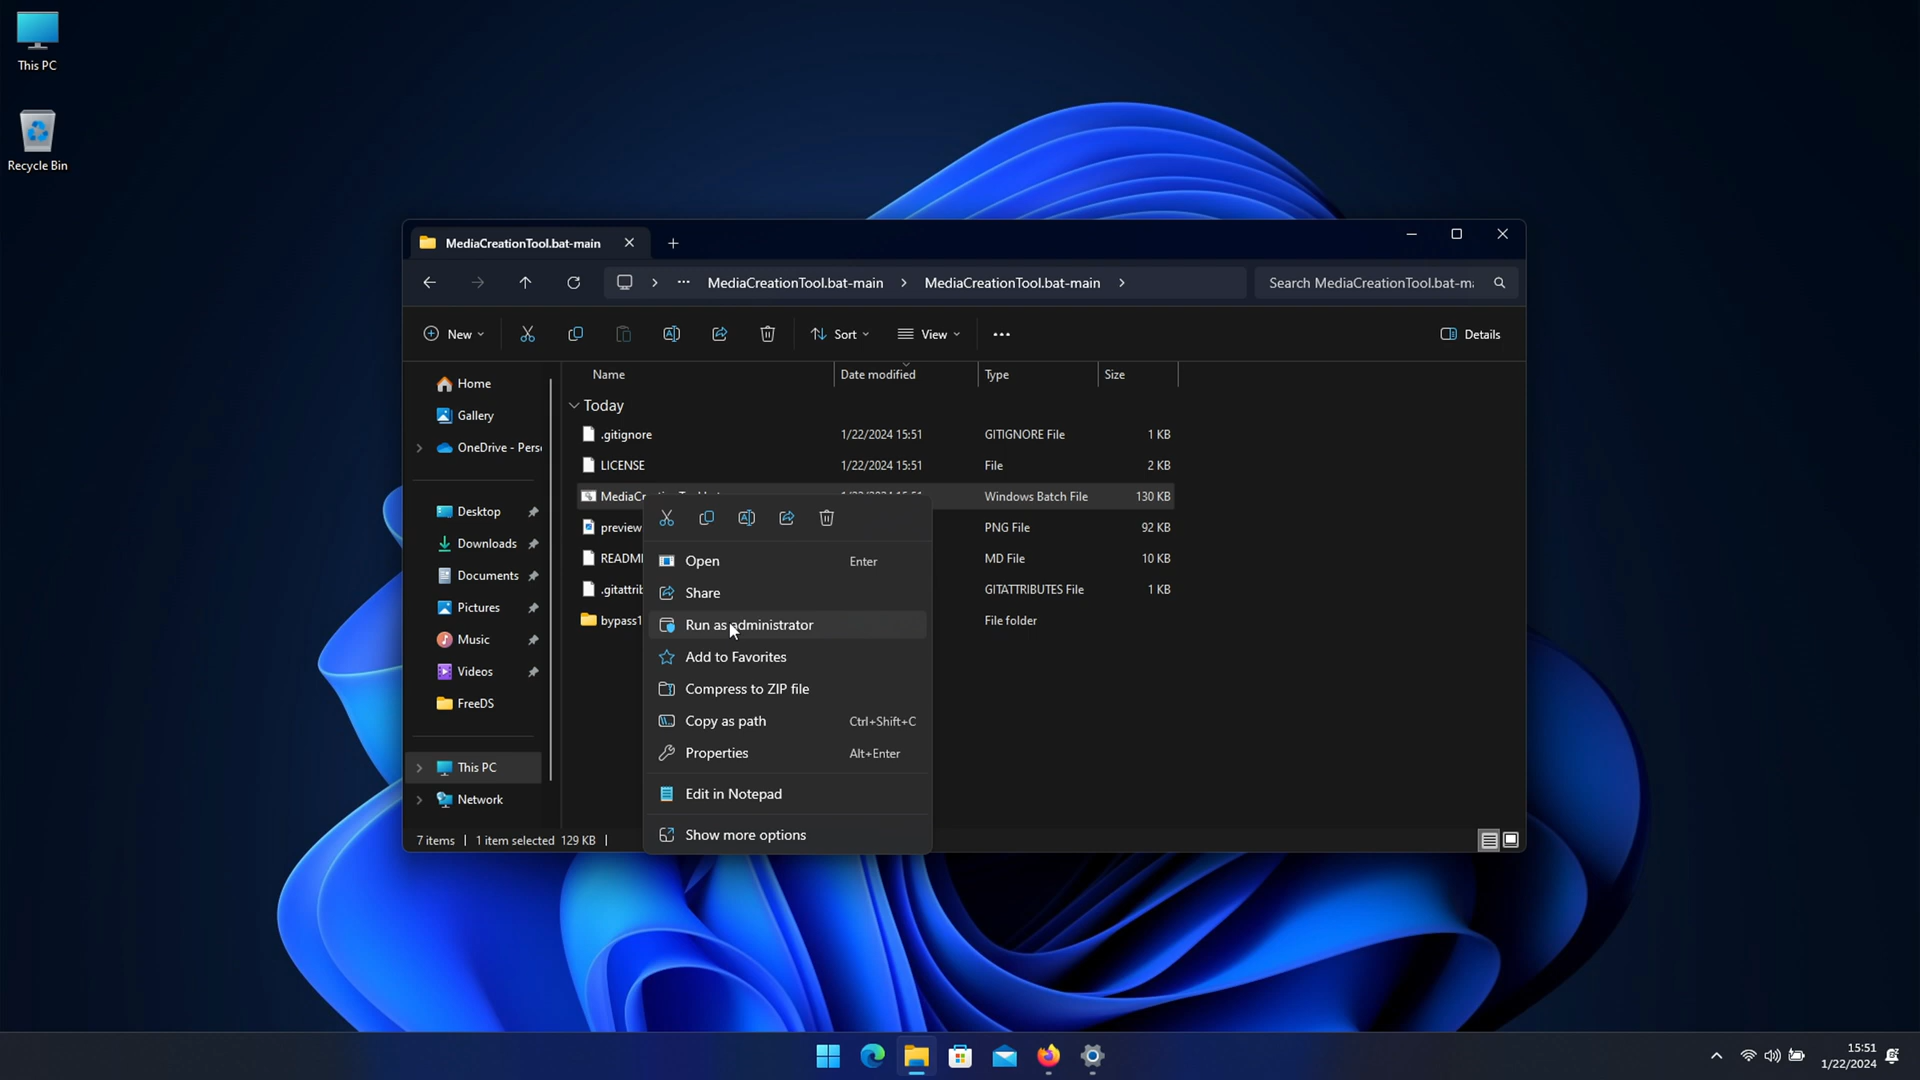 This PC
Recycle Bin
MediaCreationTool.bat-main
MediaCreationTool.bat-main
MediaCreationTool.bat-main
Search MediaCreationTool.bat-ma
New
Sort
View
Details
Home
Gallery
OneDrive - Perso
Desktop
Downloads
Documents
Pictures
Music
Videos
FreeDS
This PC
Network
Name Date modified Type Size
Today
.gitignore 1/22/2024 15:51 GITIGNORE File 1 KB
LICENSE 1/22/2024 15:51 File 2 KB
Windows Batch File 130 KB
preview PNG File 92 KB
MD File 10 KB
.gitattrib GITATTRIBUTES File 1 KB
bypass1 File folder
Open Enter
Share
Run as administrator
Add to Favorites
Compress to ZIP file
Copy as path Ctrl+Shift+C
Properties Alt+Enter
Edit in Notepad
Show more options
7 items 1 item selected 129 KB
15:51
1/22/2024